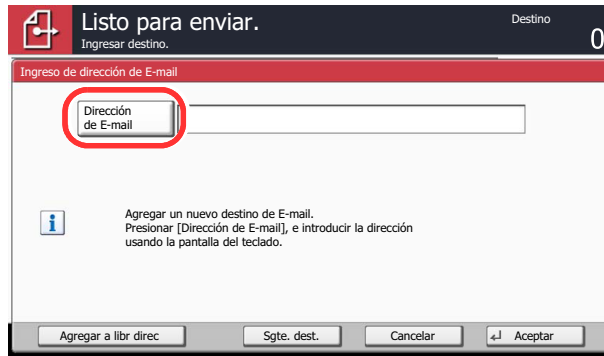 Listo para enviar.
Destino
Ingresar destino.
0
Ingreso de dirección de E-mail
Dirección
de E-mail
Agregar un nuevo destino de E-mail.
Presionar [Dirección de E-mail], e introducir la dirección
usando la pantalla del teclado.
Agregar a libr direc
Sgte. dest.
Cancelar
Aceptar